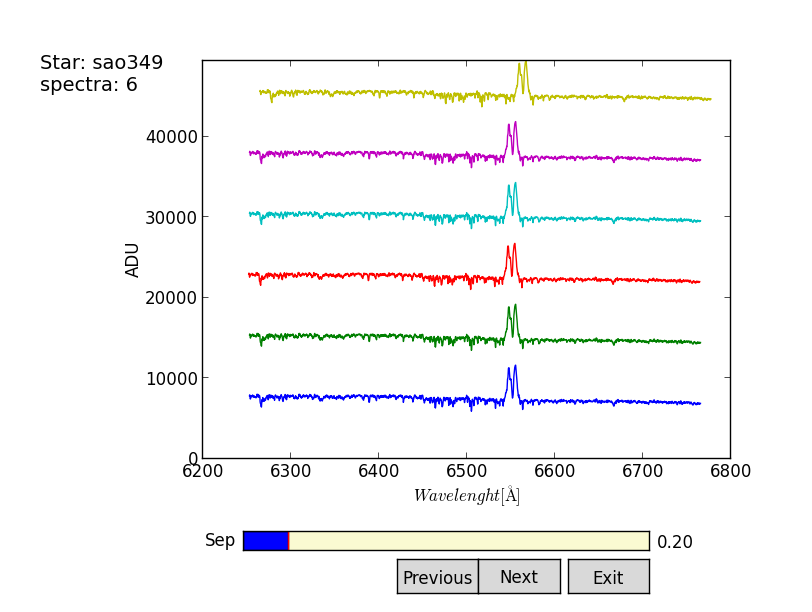 Star: sao349
spectra: 6
40000
30000
20000
10000
0
ADU
6200 6300 6400 6500 6600 6700 6800
Wavelenght[Å]
Sep 0.20
Previous Next Exit